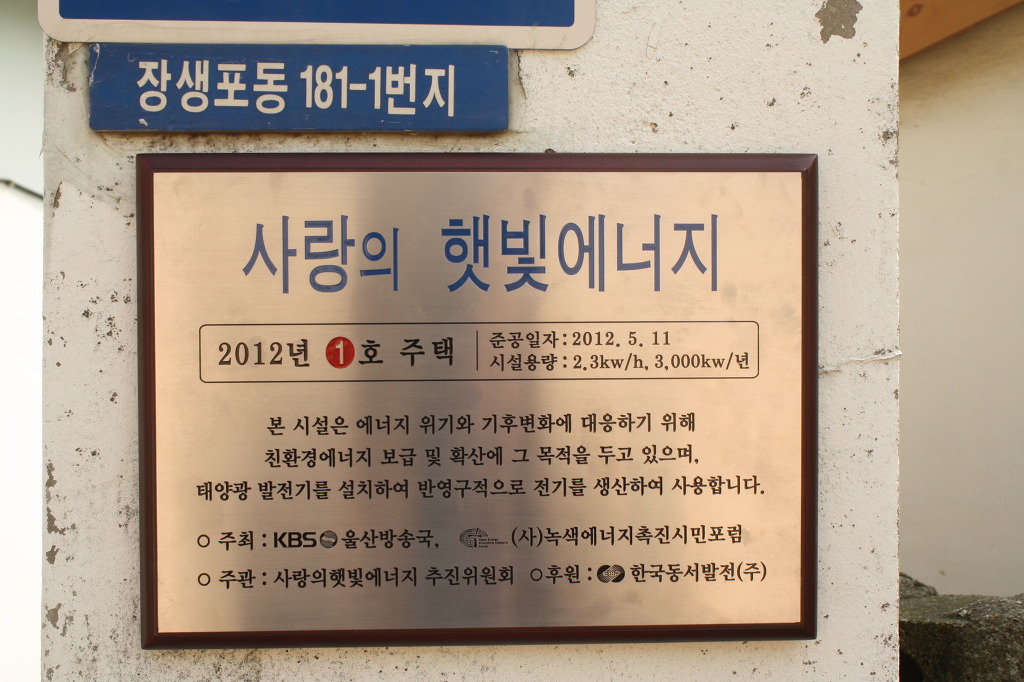 장생포동 181-1번지
사랑의 햇빛에너지
2012년 1호 주택
준공일자 : 2012. 5. 11
시설용량 : 2.3kw/h, 3,000kw/년
본 시설은 에너지 위기와 기후변화에 대응하기 위해
친환경에너지 보급 및 확산에 그 목적을 두고 있으며,
태양광 발전기를 설치하여 반영구적으로 전기를 생산하여 사용합니다.
○ 주최 : KBS 울산방송국, (사)녹색에너지촉진시민포럼
○ 주관 : 사랑의햇빛에너지 추진위원회 ○후원 : 한국동서발전(주)